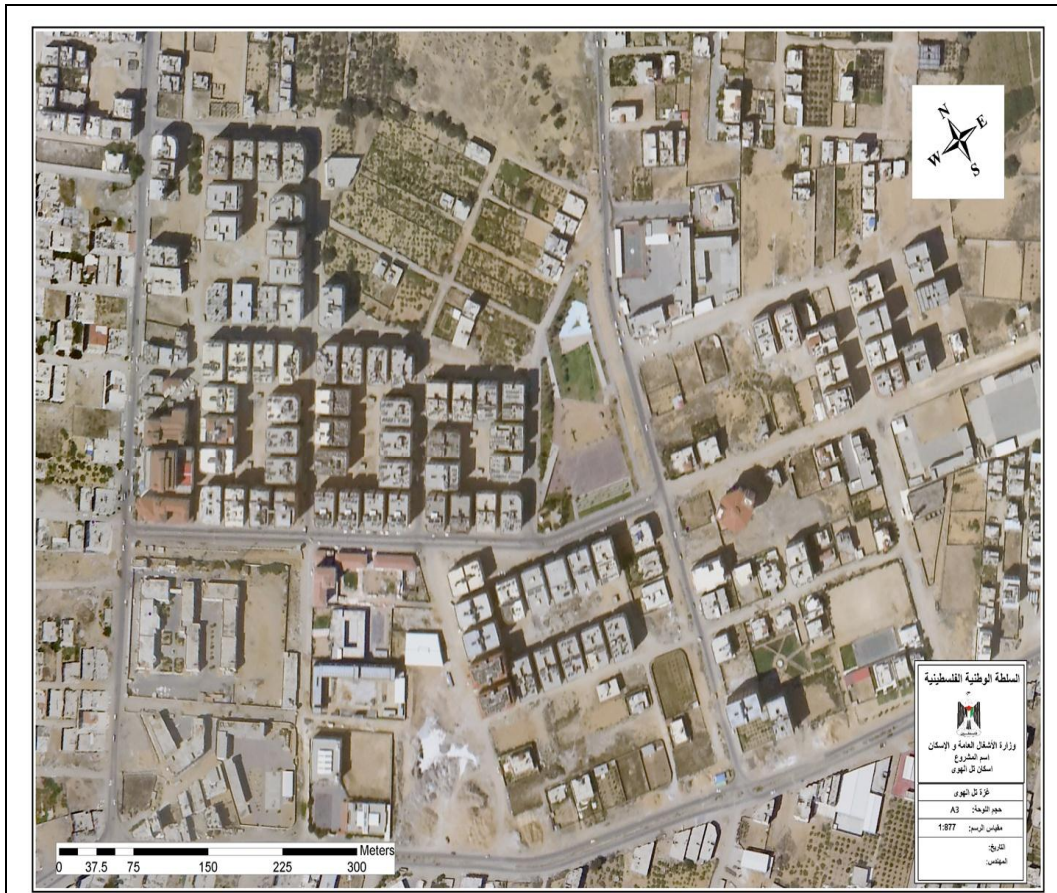 N
E
W
S
السلطة الوطنية الفلسطينية
وزارة الأشغال العامة و الإسكان
اسم المشروع
اسكان تل الهوى
غزة تل الهوى
حجم اللوحة: A3
مقياس الرسم: 1:877
التاريخ:
المهندس:
Meters
0 37.5 75 150 225 300